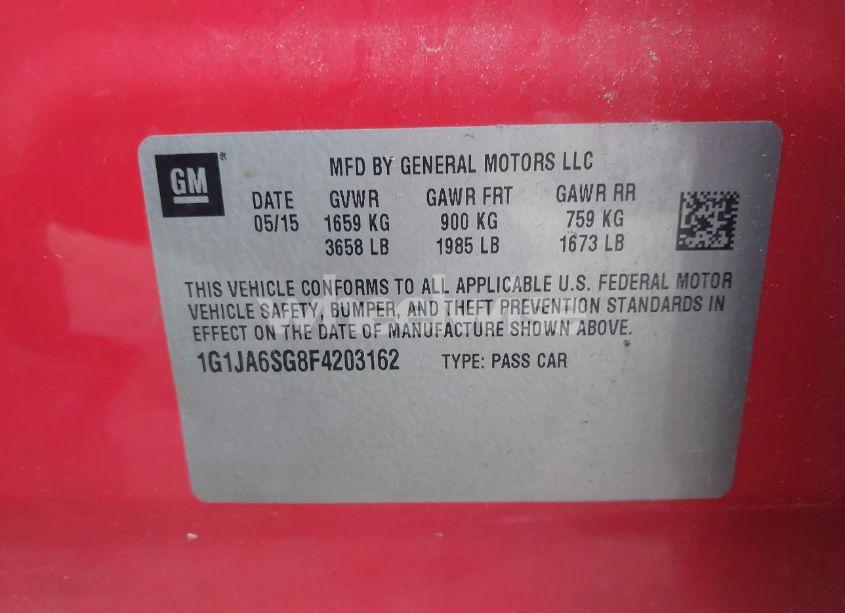 GM®
MFD BY GENERAL MOTORS LLC
DATE GVWR GAWR FRT GAWR RR
05/15 1659 KG 900 KG 759 KG
3658 LB 1985 LB 1673 LB
THIS VEHICLE CONFORMS TO ALL APPLICABLE U.S. FEDERAL MOTOR
VEHICLE SAFETY, BUMPER, AND THEFT PREVENTION STANDARDS IN
EFFECT ON THE DATE OF MANUFACTURE SHOWN ABOVE.
1G1JA6SG8F4203162 TYPE: PASS CAR